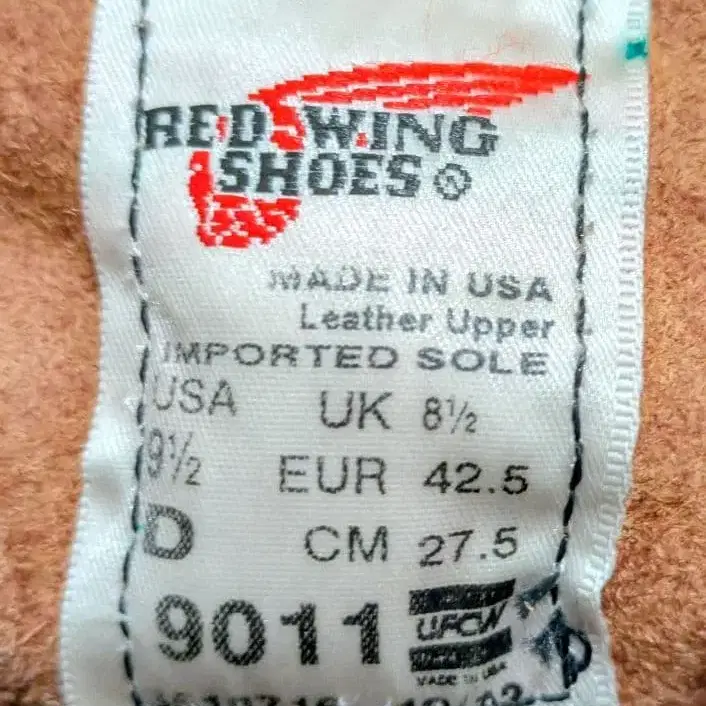 RED WING
SHOES ®
MADE IN USA
Leather Upper
IMPORTED SOLE
USA UK 8½
9½ EUR 42.5
D CM 27.5
9011 UFCW
MADE IN USA